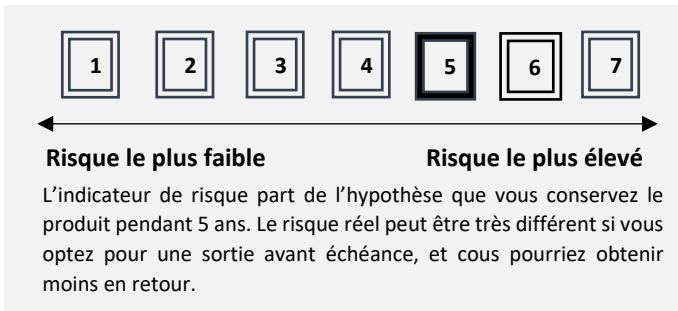 1 2 3 4 5 6 7
Risque le plus faible Risque le plus élevé
L'indicateur de risque part de l'hypothèse que vous conservez le
produit pendant 5 ans. Le risque réel peut être très différent si vous
optez pour une sortie avant échéance, et cous pourriez obtenir
moins en retour.